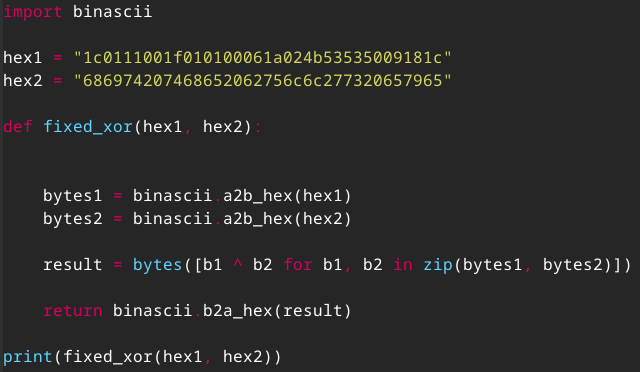 import binascii

hex1 = "1c0111001f010100061a024b53535009181c"
hex2 = "686974207468652062756c6c277320657965"

def fixed_xor(hex1, hex2):

    bytes1 = binascii.a2b_hex(hex1)
    bytes2 = binascii.a2b_hex(hex2)

    result = bytes([b1 ^ b2 for b1, b2 in zip(bytes1, bytes2)])

    return binascii.b2a_hex(result)

print(fixed_xor(hex1, hex2))